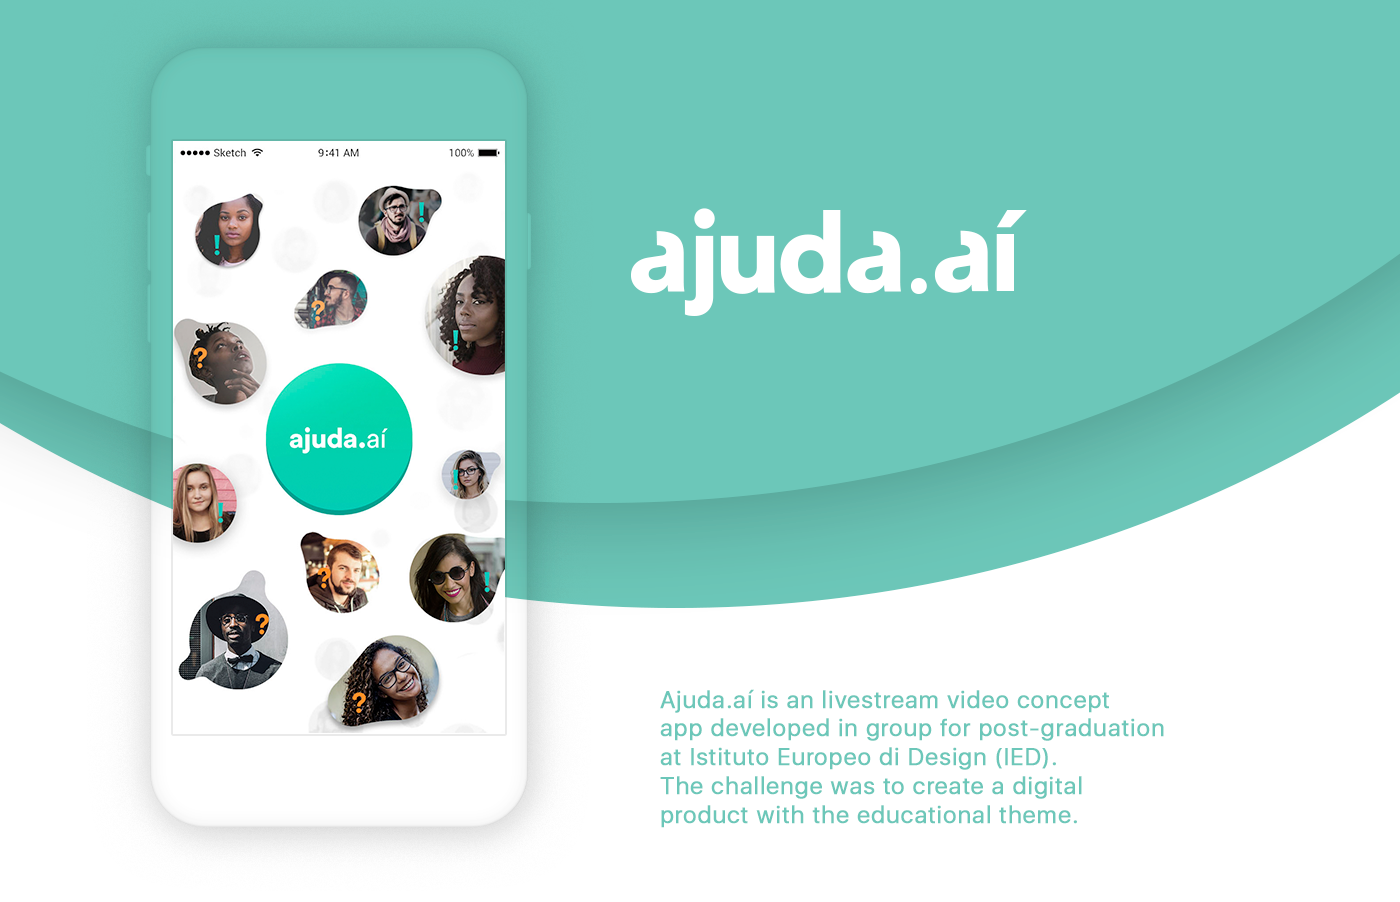 Sketch 9:41 AM 100%
ajuda.aí
!
!
?
!
?
ajuda.aí
!
!
?
!
?
?
Ajuda.aí is an livestream video concept
app developed in group for post-graduation
at Istituto Europeo di Design (IED).
The challenge was to create a digital
product with the educational theme.